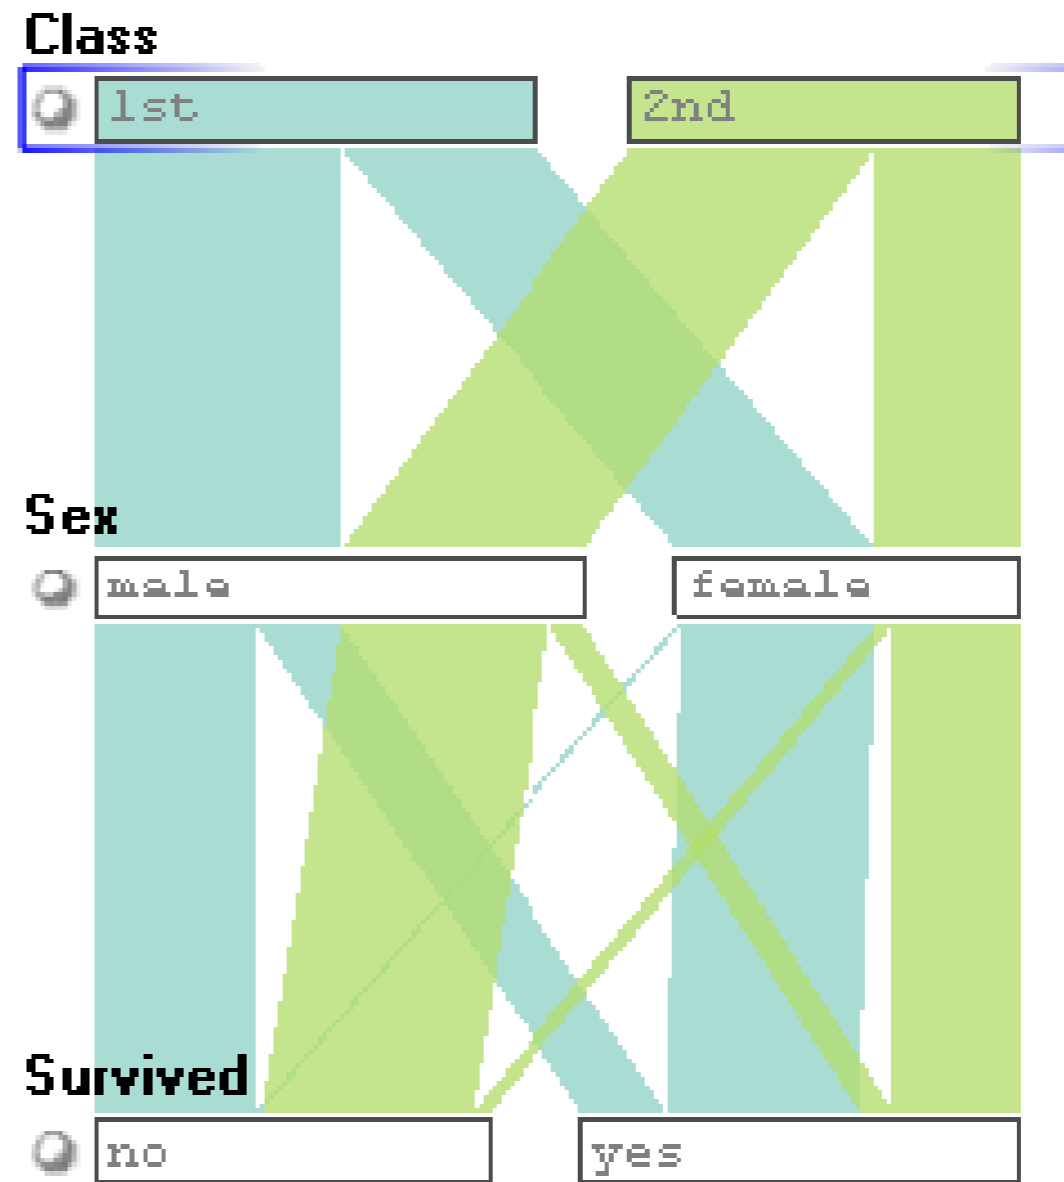 Class
1st 2nd
Sex
male female
Survived
no yes